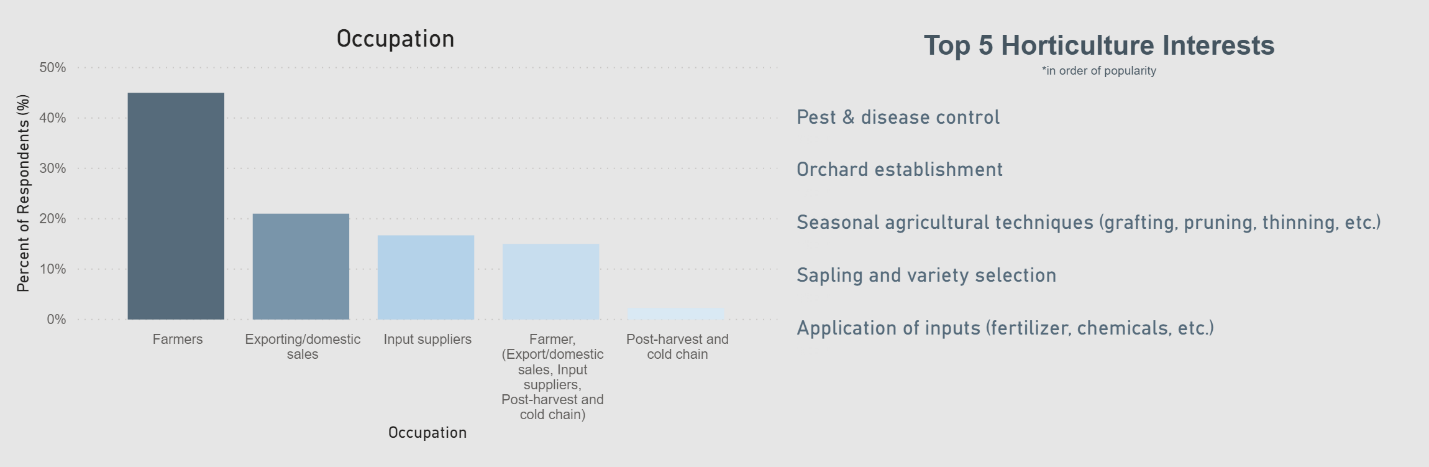 Occupation
Percent of Respondents (%)
50%
40%
30%
20%
10%
0%
Farmers
Exporting/domestic
sales
Input suppliers
Farmer,
(Export/domestic
sales, Input
suppliers,
Post-harvest and
cold chain)
Post-harvest and
cold chain
Occupation
Top 5 Horticulture Interests
*in order of popularity
Pest & disease control
Orchard establishment
Seasonal agricultural techniques (grafting, pruning, thinning, etc.)
Sapling and variety selection
Application of inputs (fertilizer, chemicals, etc.)